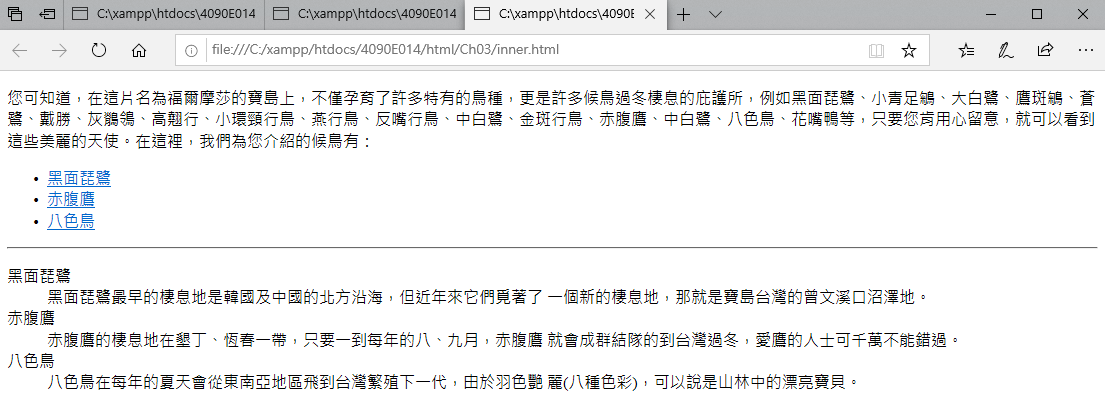 C:\xampp\htdocs\4090E014
C:\xampp\htdocs\4090E014
C:\xampp\htdocs\4090E
file:///C:/xampp/htdocs/4090E014/html/Ch03/inner.html
您可知道，在這片名為福爾摩莎的寶島上，不僅孕育了許多特有的鳥種，更是許多候鳥過冬棲息的庇護所，例如黑面琵鷺、小青足鷸、大白鷺、鷹斑鷸、蒼
鷺、戴勝、灰鶺鴒、高翹行、小環頸行鳥、燕行鳥、反嘴行鳥、中白鷺、金斑行鳥、赤腹鷹、中白鷺、八色鳥、花嘴鴨等，只要您肯用心留意，就可以看到
這些美麗的天使。在這裡，我們為您介紹的候鳥有：
• 黑面琵鷺
• 赤腹鷹
• 八色鳥
黑面琵鷺
黑面琵鷺最早的棲息地是韓國及中國的北方沿海，但近年來它們覓著了 一個新的棲息地，那就是寶島台灣的曾文溪口沼澤地。
赤腹鷹
赤腹鷹的棲息地在墾丁、恆春一帶，只要一到每年的八、九月，赤腹鷹 就會成群結隊的到台灣過冬，愛鷹的人士可千萬不能錯過。
八色鳥
八色鳥在每年的夏天會從東南亞地區飛到台灣繁殖下一代，由於羽色艷 麗(八種色彩)，可以說是山林中的漂亮寶貝。